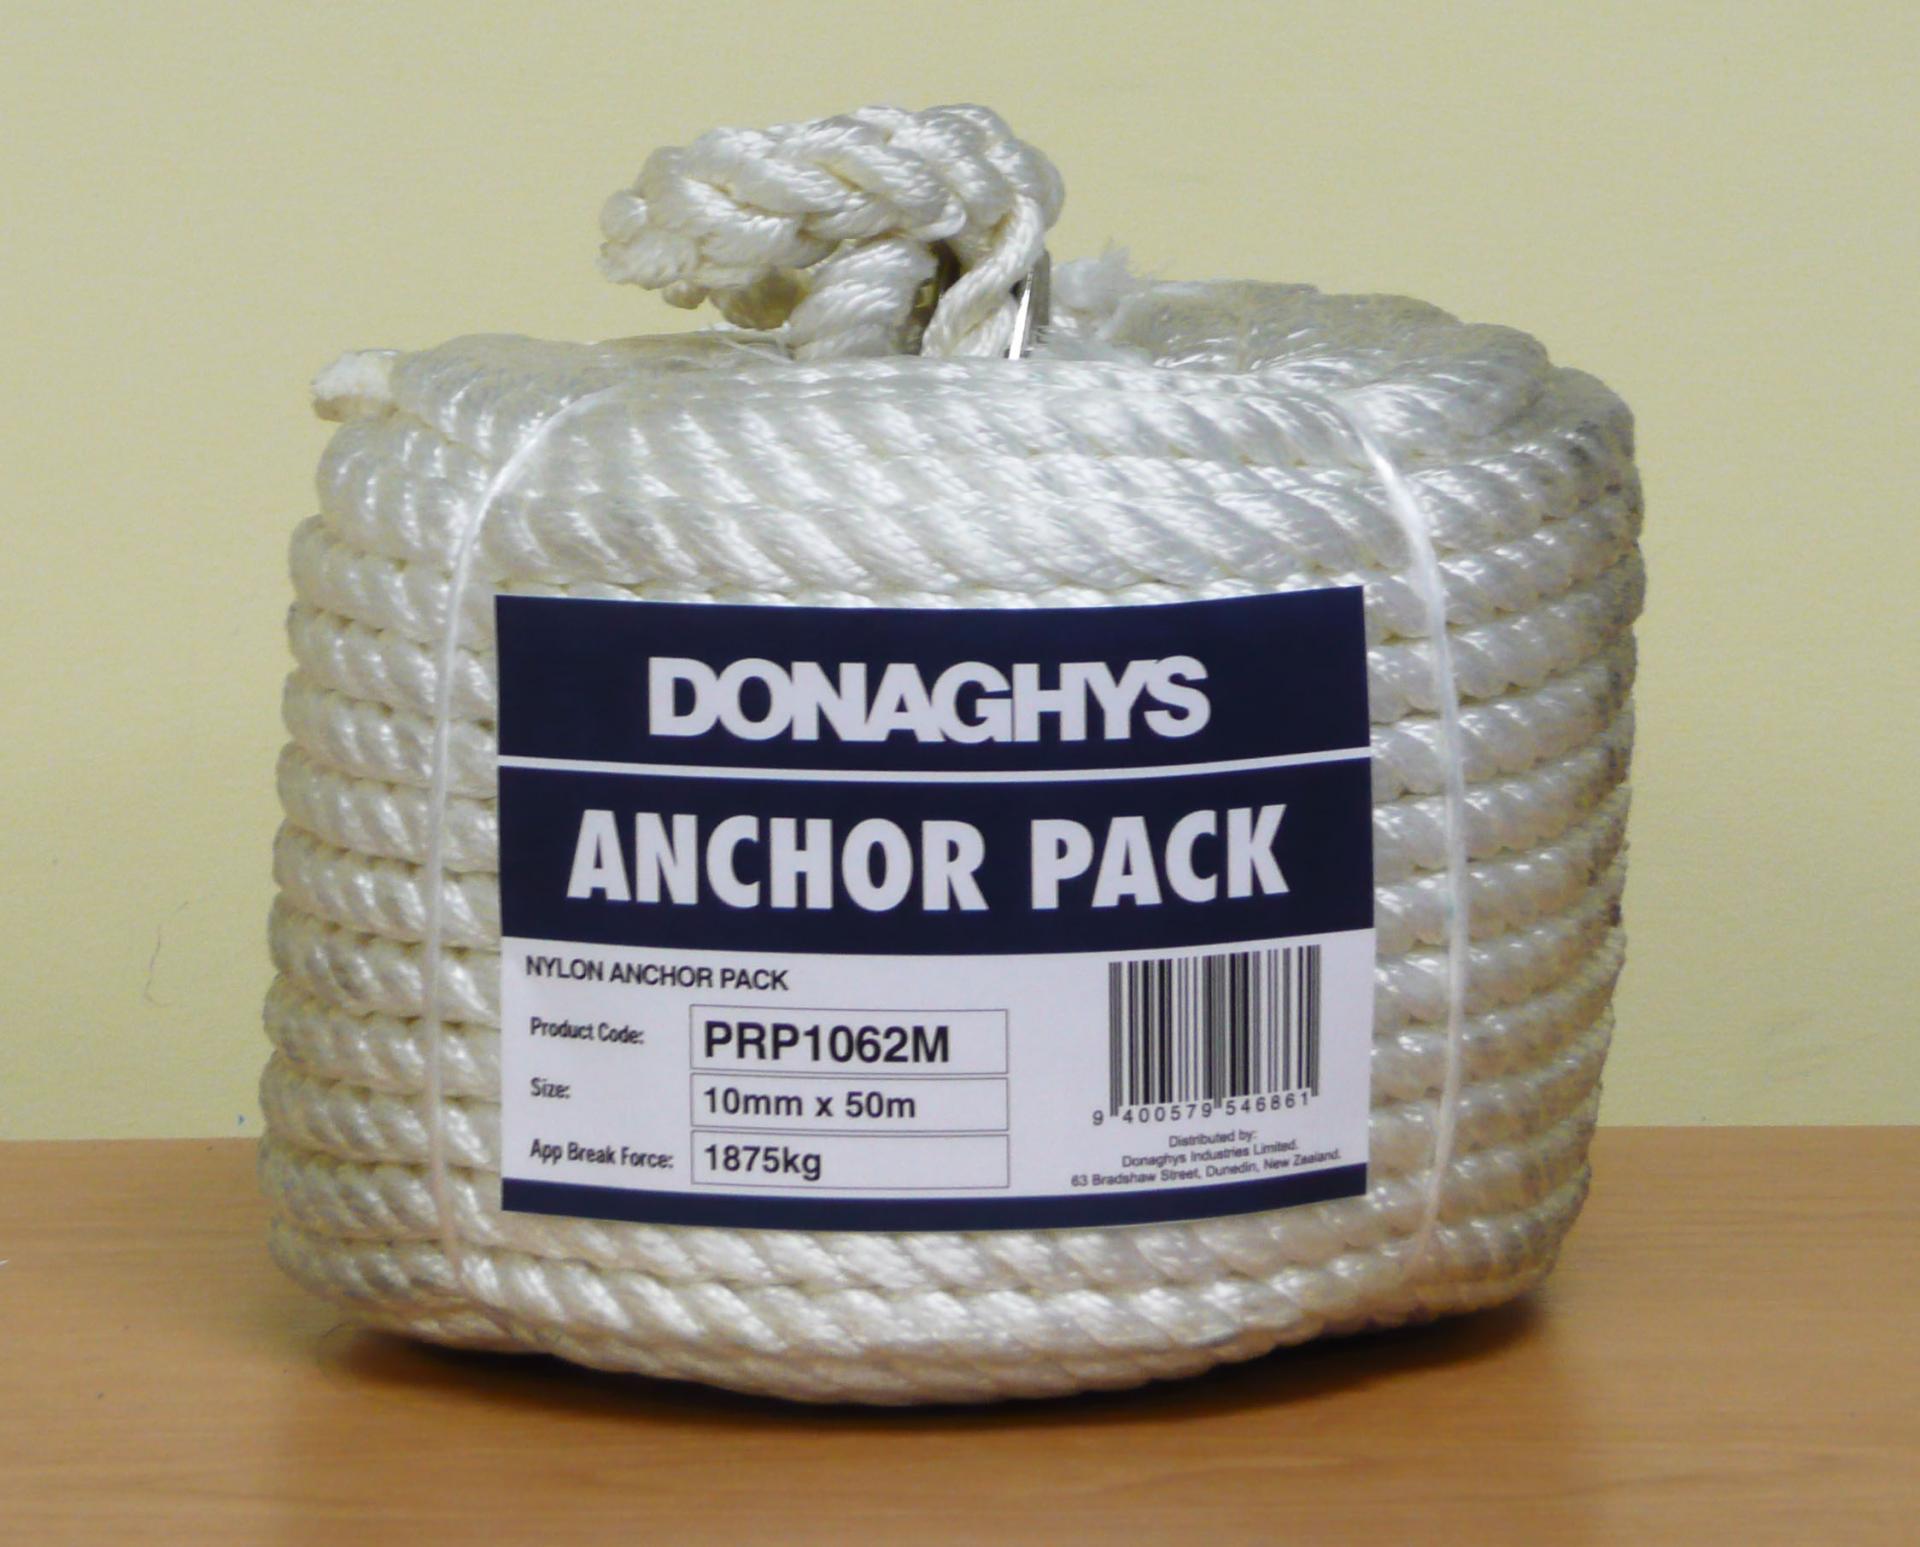 DONAGHYS
ANCHOR PACK
NYLON ANCHOR PACK
Product Code: PRP1062M
Size: 10mm x 50m
App Break Force: 1875kg
9 400579 546861
Distributed by:
Donaghys Industries Limited.
63 Bradshaw Street, Dunedin, New Zealand.